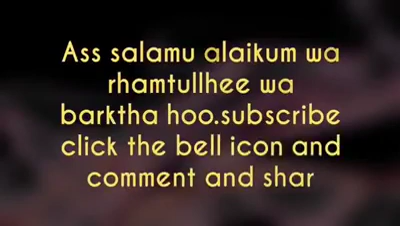 Ass salamu alaikum wa
rhamtullhee wa
barktha hoo.subscribe
click the bell icon and
comment and shar